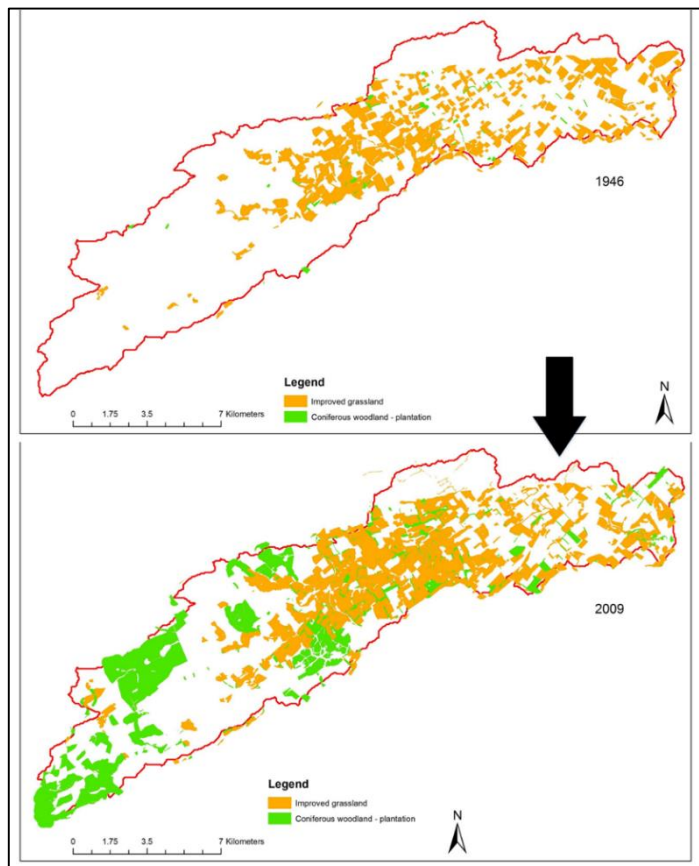 1946
Legend
Improved grassland
Coniferous woodland - plantation
0 1.75 3.5 7 Kilometers
N
2009
Legend
Improved grassland
Coniferous woodland - plantation
0 1.75 3.5 7 Kilometers
N